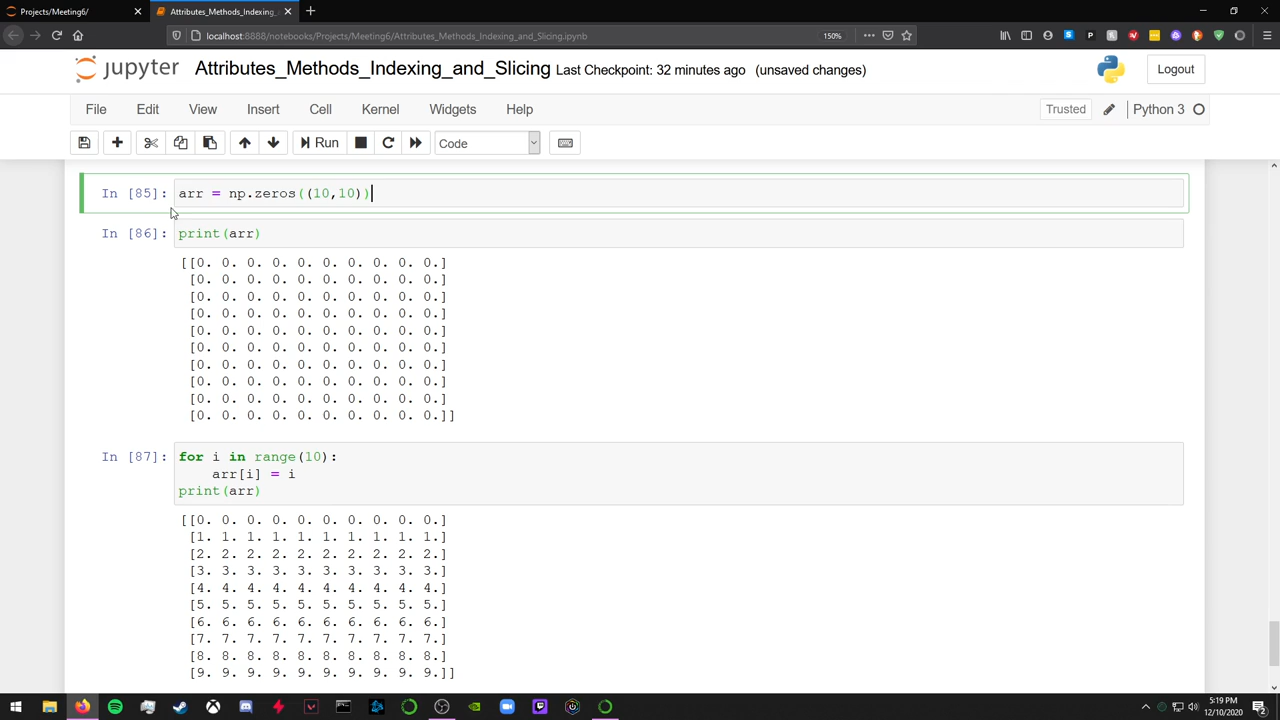 Projects/Meeting6/
Attributes_Methods_Indexing_
localhost:8888/notebooks/Projects/Meeting6/Attributes_Methods_Indexing_and_Slicing.ipynb
150%
jupyter
Attributes_Methods_Indexing_and_Slicing Last Checkpoint: 32 minutes ago (unsaved changes)
Logout
File Edit View Insert Cell Kernel Widgets Help
Trusted
Python 3
Run
Code
In [85]: arr = np.zeros((10,10))
In [86]: print(arr)
[[0. 0. 0. 0. 0. 0. 0. 0. 0. 0.]
[0. 0. 0. 0. 0. 0. 0. 0. 0. 0.]
[0. 0. 0. 0. 0. 0. 0. 0. 0. 0.]
[0. 0. 0. 0. 0. 0. 0. 0. 0. 0.]
[0. 0. 0. 0. 0. 0. 0. 0. 0. 0.]
[0. 0. 0. 0. 0. 0. 0. 0. 0. 0.]
[0. 0. 0. 0. 0. 0. 0. 0. 0. 0.]
[0. 0. 0. 0. 0. 0. 0. 0. 0. 0.]
[0. 0. 0. 0. 0. 0. 0. 0. 0. 0.]
[0. 0. 0. 0. 0. 0. 0. 0. 0. 0.]]
In [87]: for i in range(10):
arr[i] = i
print(arr)
[[0. 0. 0. 0. 0. 0. 0. 0. 0. 0.]
[1. 1. 1. 1. 1. 1. 1. 1. 1. 1.]
[2. 2. 2. 2. 2. 2. 2. 2. 2. 2.]
[3. 3. 3. 3. 3. 3. 3. 3. 3. 3.]
[4. 4. 4. 4. 4. 4. 4. 4. 4. 4.]
[5. 5. 5. 5. 5. 5. 5. 5. 5. 5.]
[6. 6. 6. 6. 6. 6. 6. 6. 6. 6.]
[7. 7. 7. 7. 7. 7. 7. 7. 7. 7.]
[8. 8. 8. 8. 8. 8. 8. 8. 8. 8.]
[9. 9. 9. 9. 9. 9. 9. 9. 9. 9.]]
5:19 PM
12/10/2020